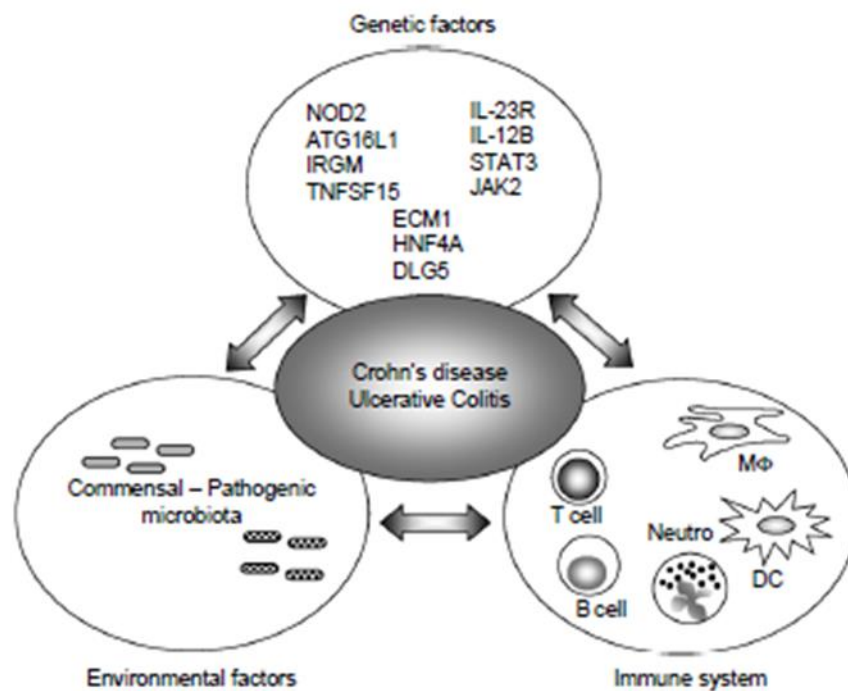 Genetic factors
NOD2
ATG16L1
IRGM
TNFSF15
IL-23R
IL-12B
STAT3
JAK2
ECM1
HNF4A
DLG5
Crohn's disease
Ulcerative Colitis
Commensal – Pathogenic
microbiota
Environmental factors
MΦ
T cell
Neutro
DC
B cell
Immune system